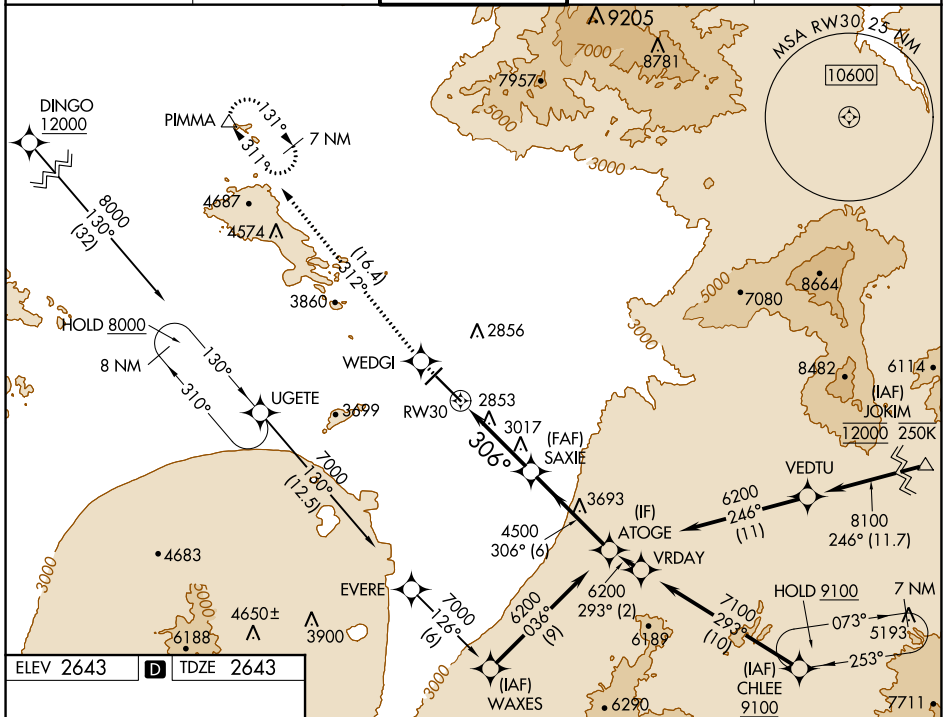 9205
7000
8781
7957
5000
3000
MSA RW30 25 NM
10600
DINGO
12000
PIMMA
131°
311°
7 NM
8000
130°
(32)
4687
4574
(16.4)
312°
3860
HOLD 8000
8 NM
130°
310°
UGETE
WEDGI
2856
RW30
2853
3017
306°
(FAF)
SAXIE
3699
7000
130°
(12.5)
5000
7080
8664
3000
8482
6114
(IAF)
JOKIM
12000 250K
VEDTU
6200
246°
(11)
8100
246° (11.7)
3693
(IF)
ATOGE
4500
306° (6)
VRDAY
6200
293° (2)
7100
293°
(10)
HOLD 9100
7 NM
073°
5193
253°
(IAF)
CHLEE
9100
7711
6189
6290
EVERE
7000
126°
(6)
6200
036°
(9)
(IAF)
WAXES
3000
3000
4683
5000
4650±
6188
3900
ELEV 2643 D TDZE 2643